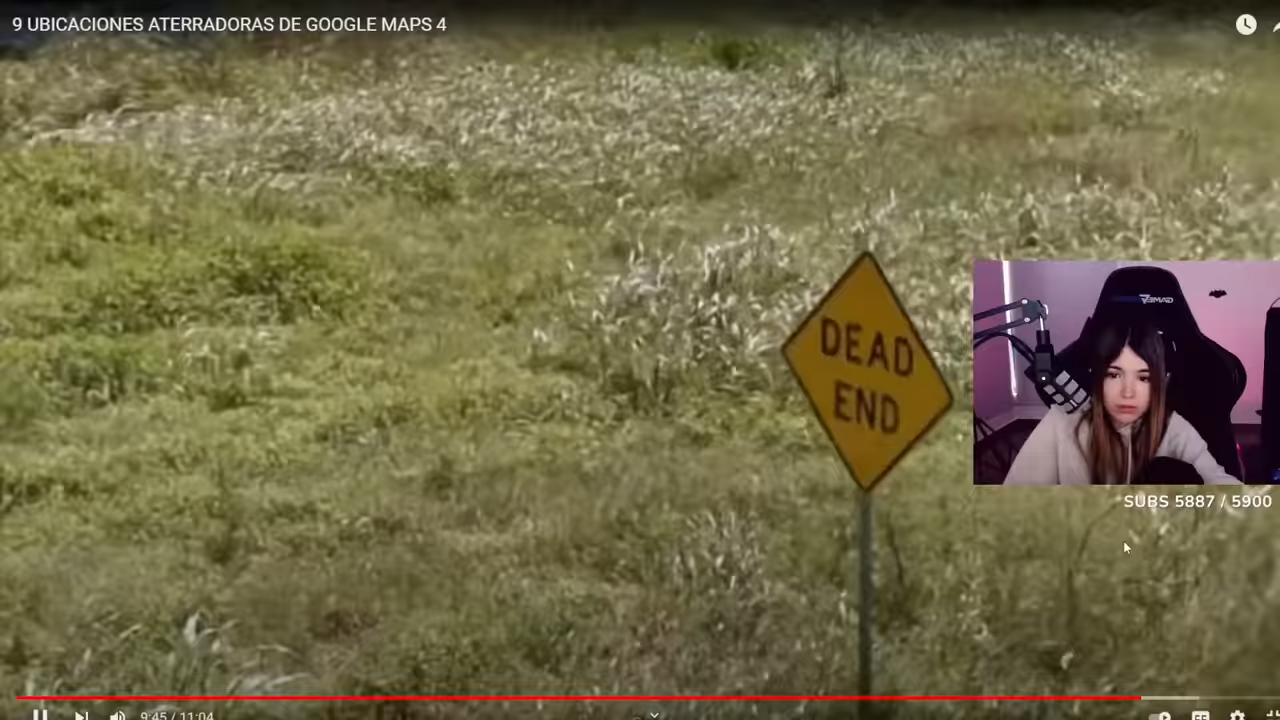 9 UBICACIONES ATERRADORAS DE GOOGLE MAPS 4
DEAD
END
SUBS 5887 / 5900
9:45 / 11:04